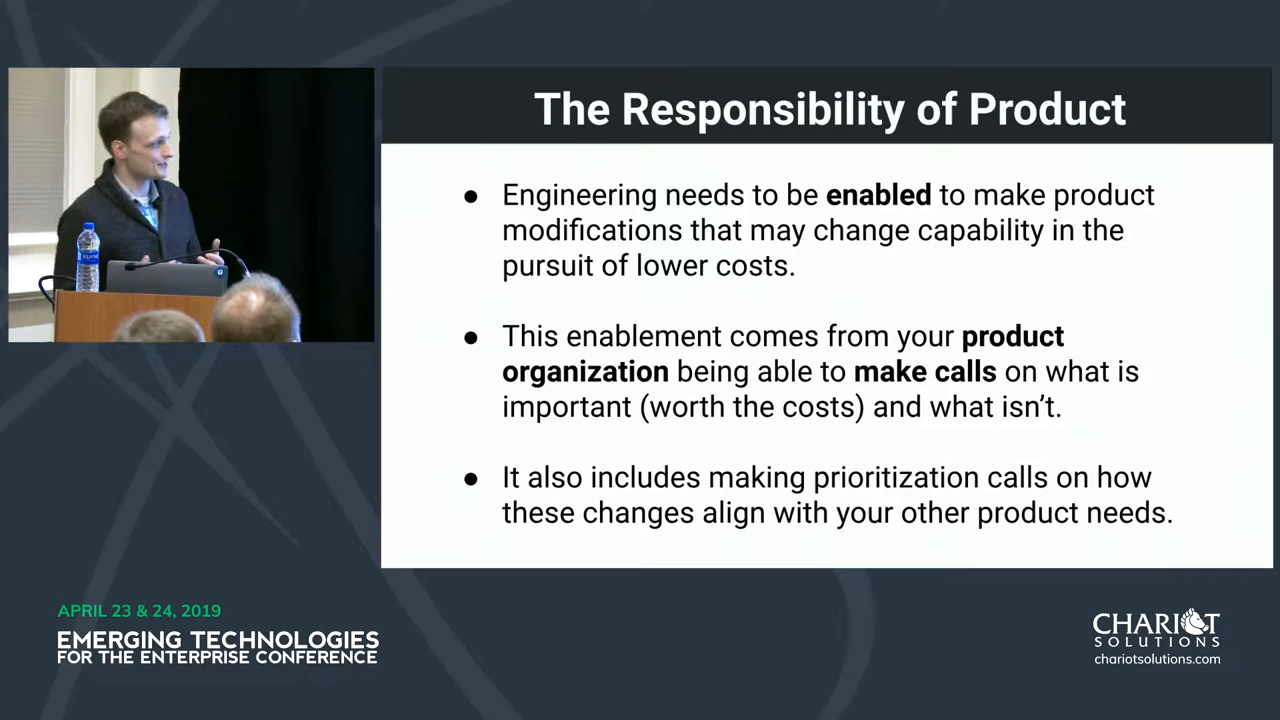 The Responsibility of Product
● Engineering needs to be enabled to make product
modifications that may change capability in the
pursuit of lower costs.
● This enablement comes from your product
organization being able to make calls on what is
important (worth the costs) and what isn't.
● It also includes making prioritization calls on how
these changes align with your other product needs.
APRIL 23 & 24, 2019
EMERGING TECHNOLOGIES
FOR THE ENTERPRISE CONFERENCE
CHARIOT
SOLUTIONS
chariotsolutions.com